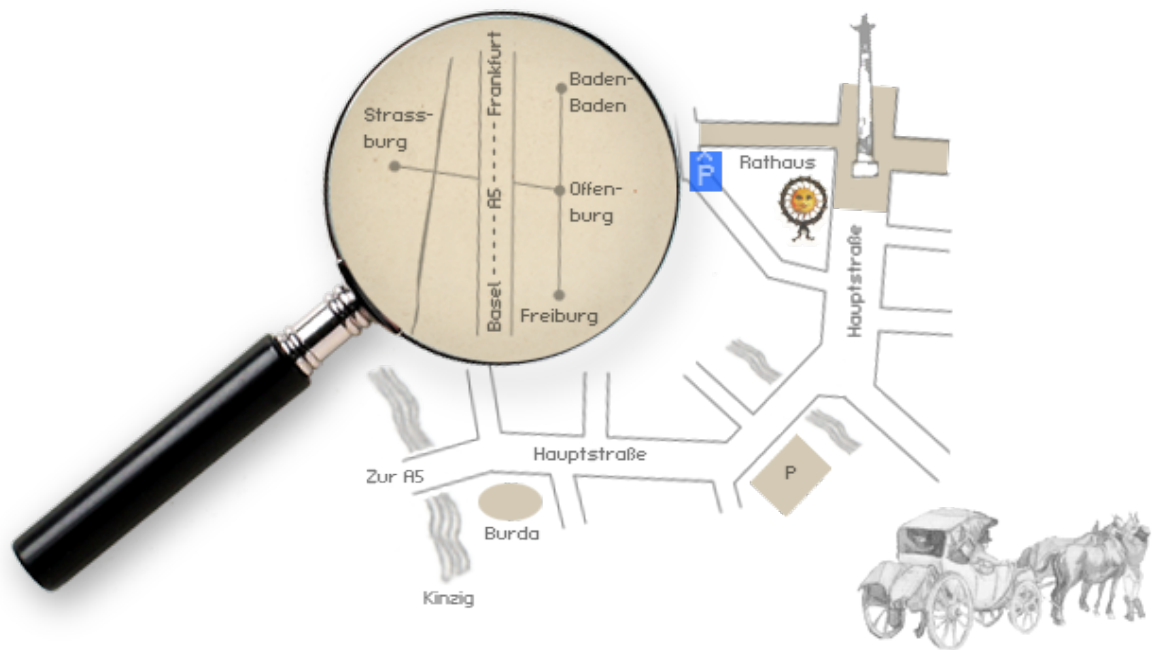 Basel ----- A5 ----- Frankfurt
Baden-
Baden
Strass-
burg
Offen-
burg
Freiburg
P
Rathaus
Hauptstraße
Hauptstraße
Zur A5
P
Burda
Kinzig